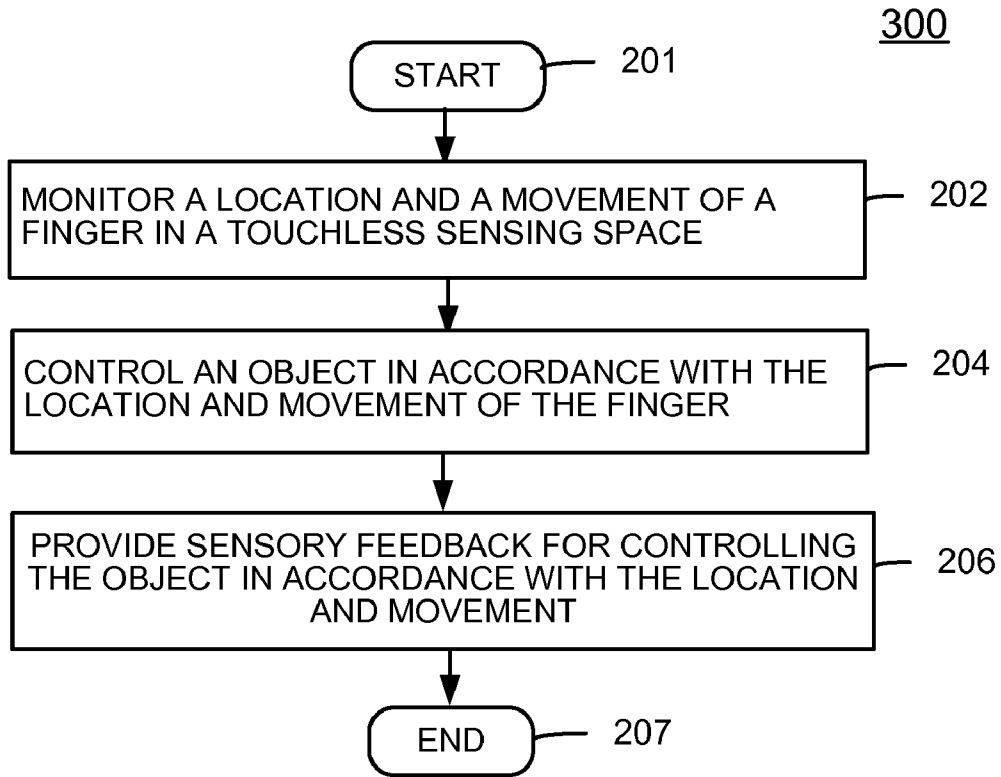 300
START
201
MONITOR A LOCATION AND A MOVEMENT OF A
FINGER IN A TOUCHLESS SENSING SPACE
202
CONTROL AN OBJECT IN ACCORDANCE WITH THE
LOCATION AND MOVEMENT OF THE FINGER
204
PROVIDE SENSORY FEEDBACK FOR CONTROLLING
THE OBJECT IN ACCORDANCE WITH THE LOCATION
AND MOVEMENT
206
END
207